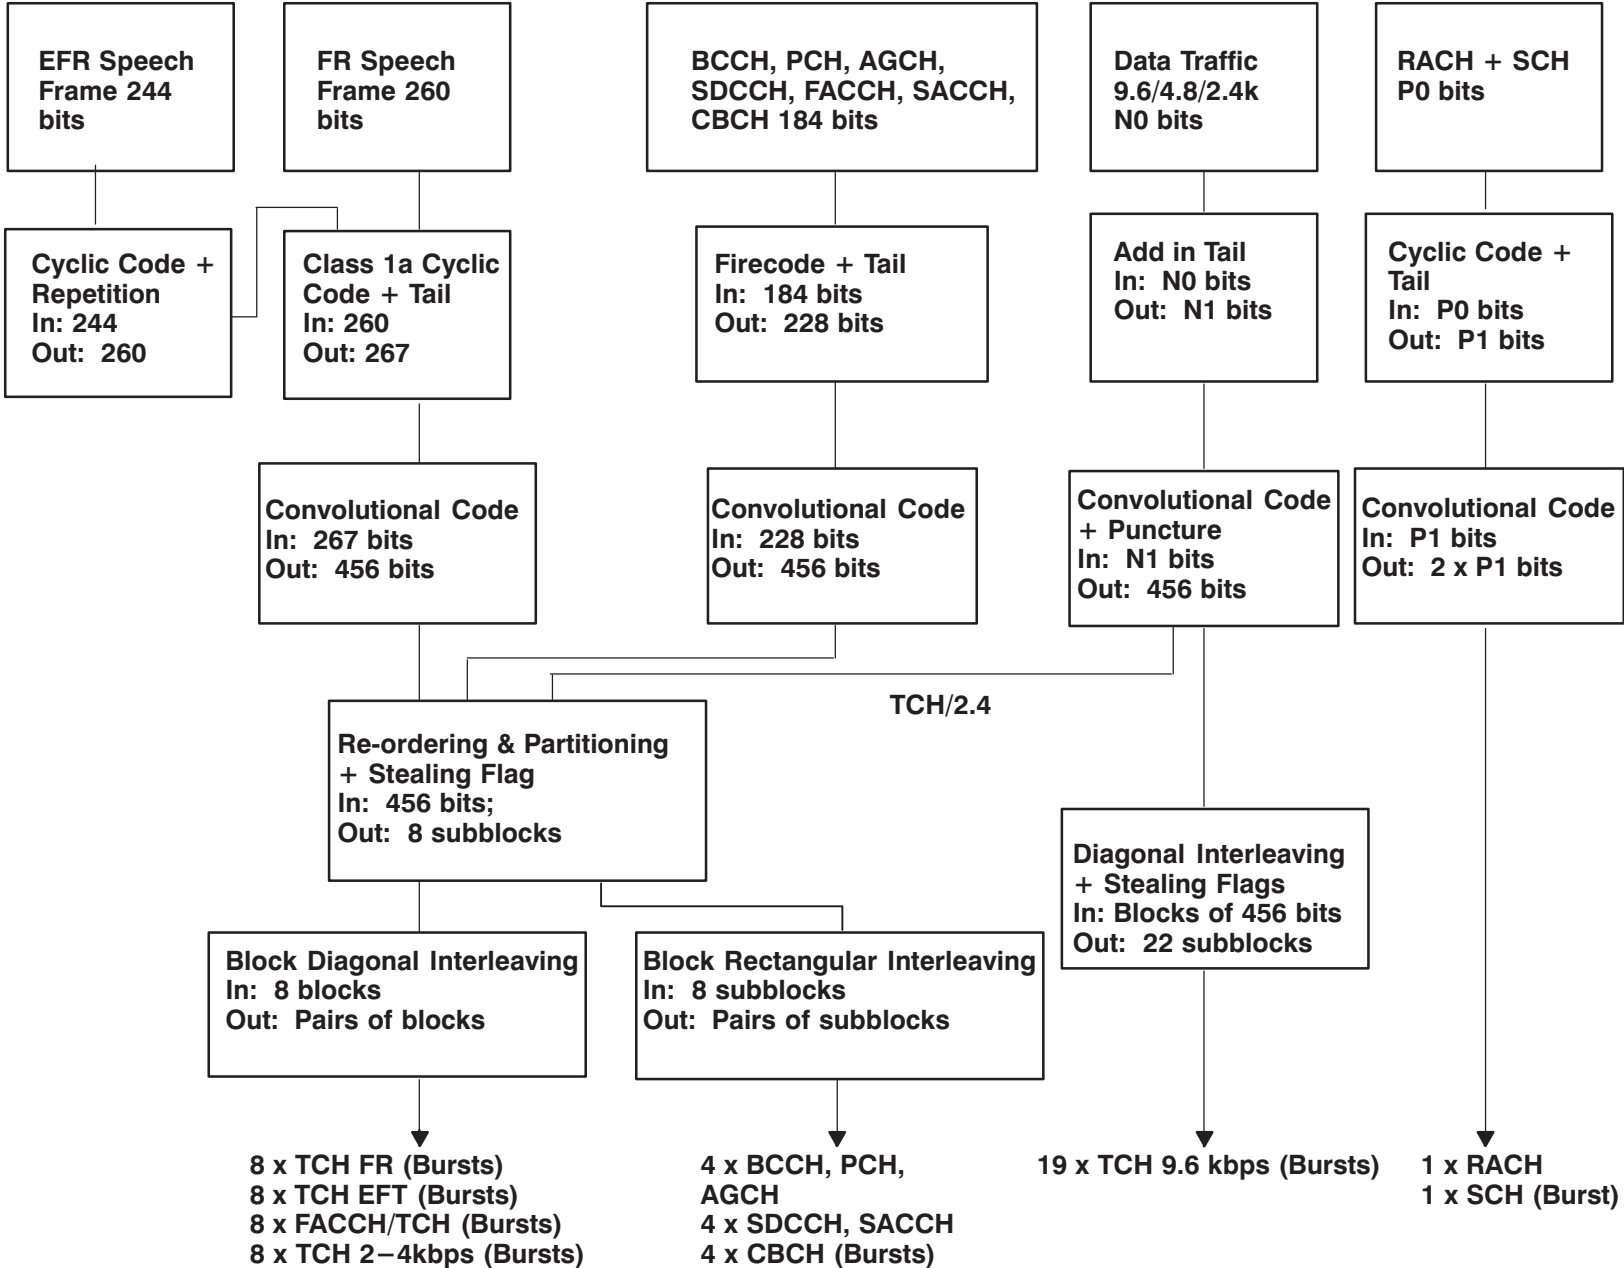 EFR Speech
Frame 244
bits
FR Speech
Frame 260
bits
BCCH, PCH, AGCH,
SDCCH, FACCH, SACCH,
CBCH 184 bits
Data Traffic
9.6/4.8/2.4k
N0 bits
RACH + SCH
P0 bits
Cyclic Code +
Repetition
In: 244
Out: 260
Class 1a Cyclic
Code + Tail
In: 260
Out: 267
Firecode + Tail
In: 184 bits
Out: 228 bits
Add in Tail
In: N0 bits
Out: N1 bits
Cyclic Code +
Tail
In: P0 bits
Out: P1 bits
Convolutional Code
In: 267 bits
Out: 456 bits
Convolutional Code
In: 228 bits
Out: 456 bits
Convolutional Code
+ Puncture
In: N1 bits
Out: 456 bits
Convolutional Code
In: P1 bits
Out: 2 x P1 bits
TCH/2.4
Re-ordering & Partitioning
+ Stealing Flag
In: 456 bits;
Out: 8 subblocks
Diagonal Interleaving
+ Stealing Flags
In: Blocks of 456 bits
Out: 22 subblocks
Block Diagonal Interleaving
In: 8 blocks
Out: Pairs of blocks
Block Rectangular Interleaving
In: 8 subblocks
Out: Pairs of subblocks
8 x TCH FR (Bursts)
8 x TCH EFT (Bursts)
8 x FACCH/TCH (Bursts)
8 x TCH 2−4kbps (Bursts)
4 x BCCH, PCH,
AGCH
4 x SDCCH, SACCH
4 x CBCH (Bursts)
19 x TCH 9.6 kbps (Bursts)
1 x RACH
1 x SCH (Burst)